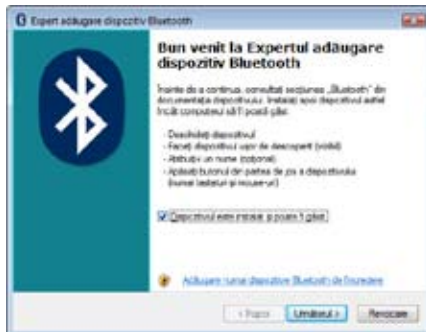 Expert adăugare dispozitiv Bluetooth
Bun venit la Expertul adăugare
dispozitiv Bluetooth
Înainte de a continua, consultați secțiunea „Bluetooth” din
documentația dispozitivului. Instalați apoi dispozitivul astfel
încât computerul să îl poată găsi:
- Deschideți dispozitivul
- Faceți dispozitivul ușor de descoperit (vizibil)
- Atribuiți un nume (opțional)
- Apăsați butonul din partea de jos a dispozitivului
(numai tastaturi și mouse-uri)
Dispozitivul este instalat și poate fi găsit.
Adăugare numai dispozitive Bluetooth de încredere
< Înapoi
Următorul >
Revocare